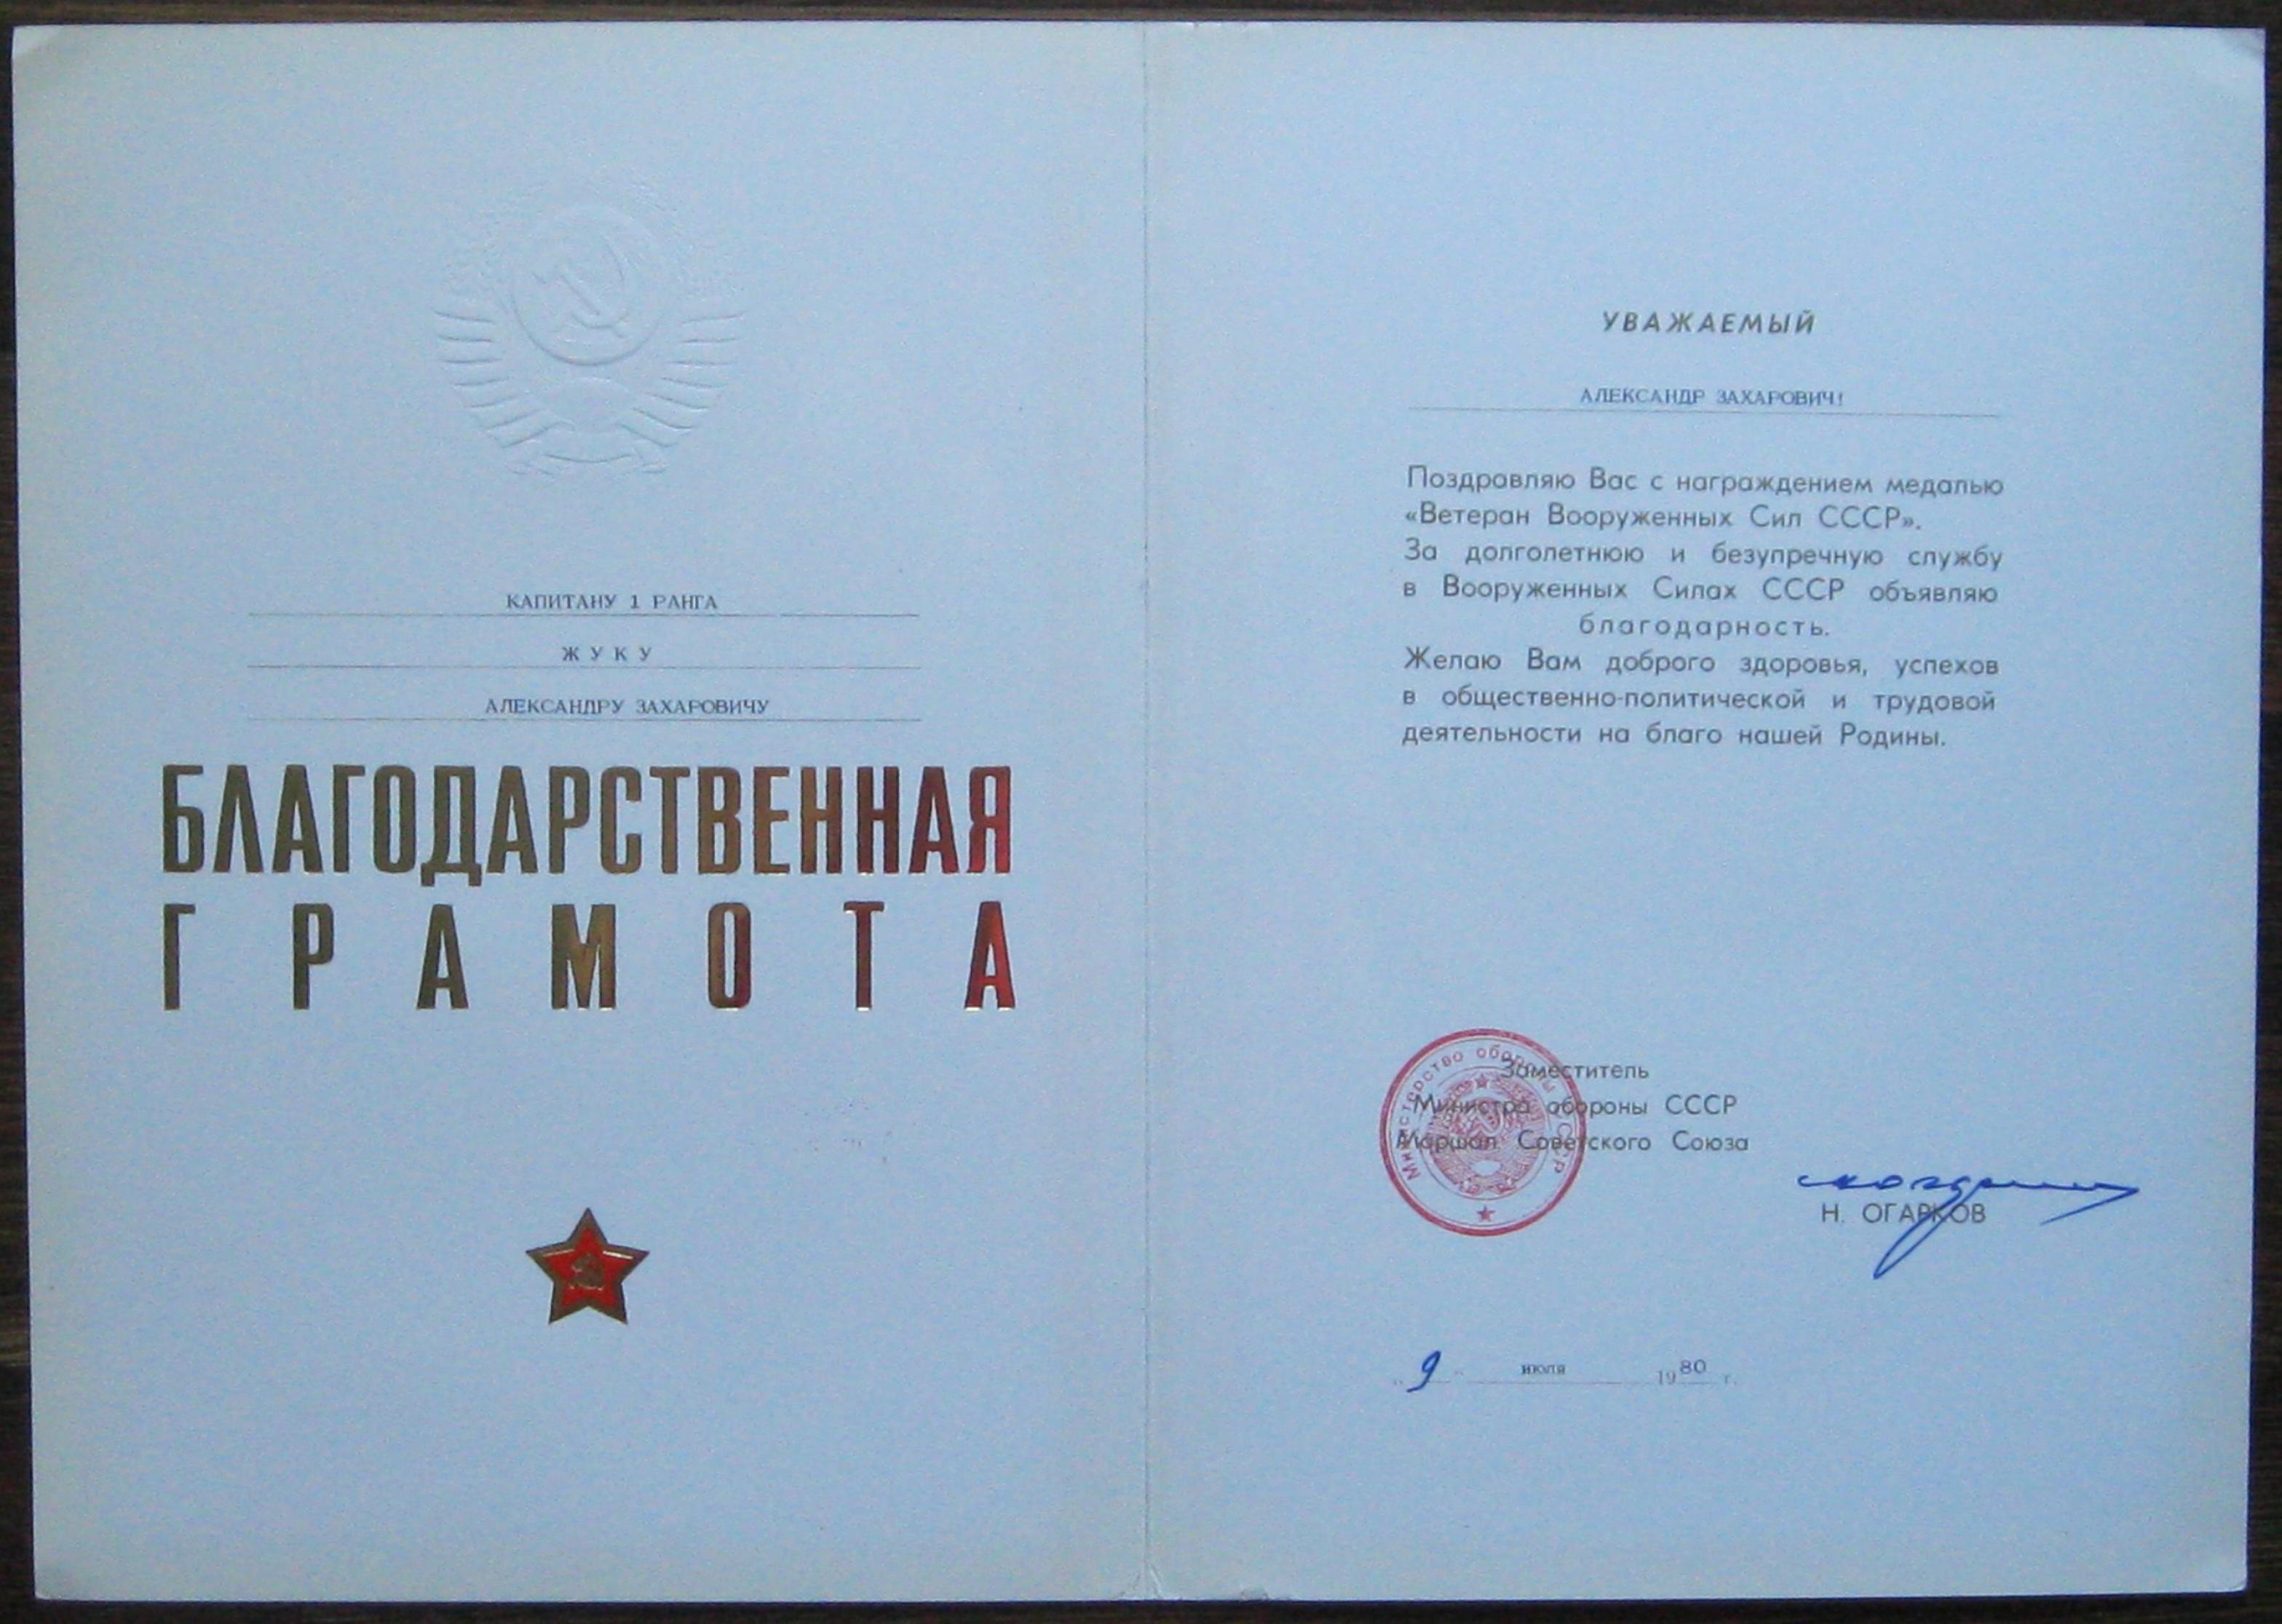 КАПИТАНУ 1 РАНГА
ЖУКУ
АЛЕКСАНДРУ ЗАХАРОВИЧУ
БЛАГОДАРСТВЕННАЯ
ГРАМОТА
УВАЖАЕМЫЙ
АЛЕКСАНДР ЗАХАРОВИЧ!
Поздравляю Вас с награждением медалью
«Ветеран Вооруженных Сил СССР».
За долголетнюю и безупречную службу
в Вооруженных Силах СССР объявляю
благодарность.
Желаю Вам доброго здоровья, успехов
в общественно-политической и трудовой
деятельности на благо нашей Родины.
Министерство обороны СССР
Заместитель
Министра обороны СССР
Маршал Советского Союза
Н. ОГАРКОВ
„9" июля 1980 г.